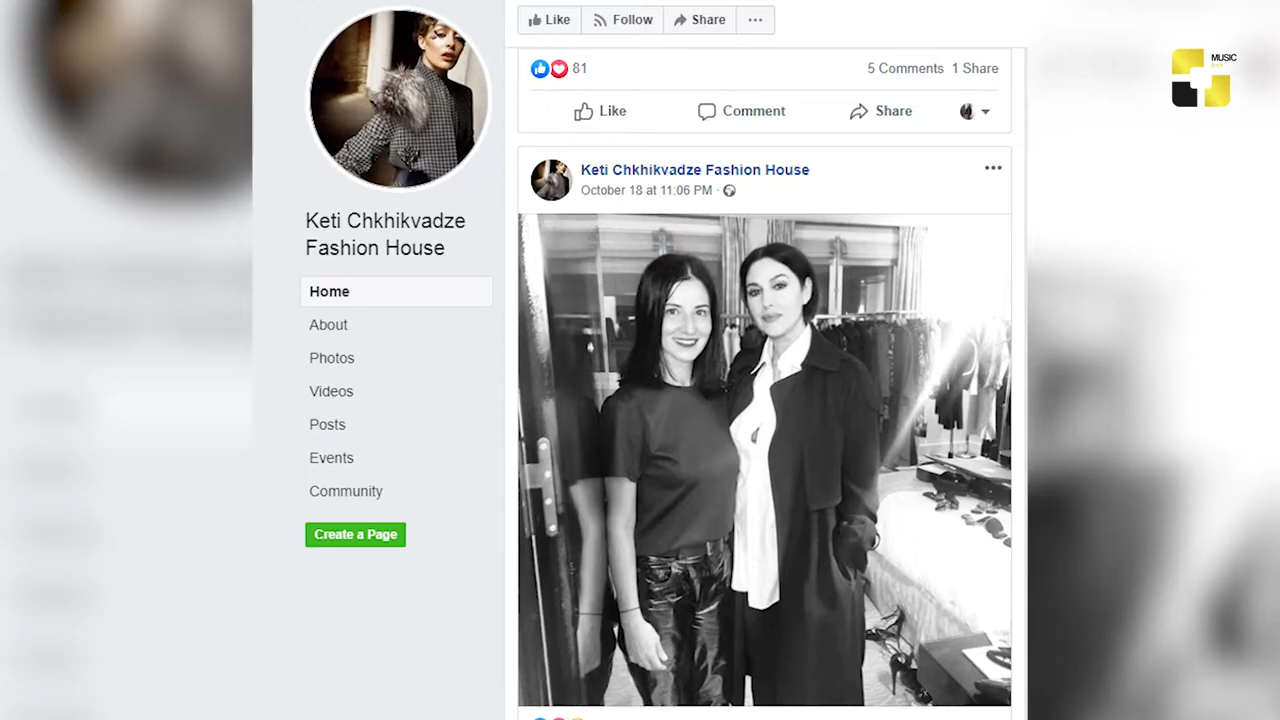 Like
Follow
Share
81
5 Comments 1 Share
Like
Comment
Share
Keti Chkhikvadze Fashion House
October 18 at 11:06 PM
Keti Chkhikvadze
Fashion House
Home
About
Photos
Videos
Posts
Events
Community
Create a Page
MUSIC